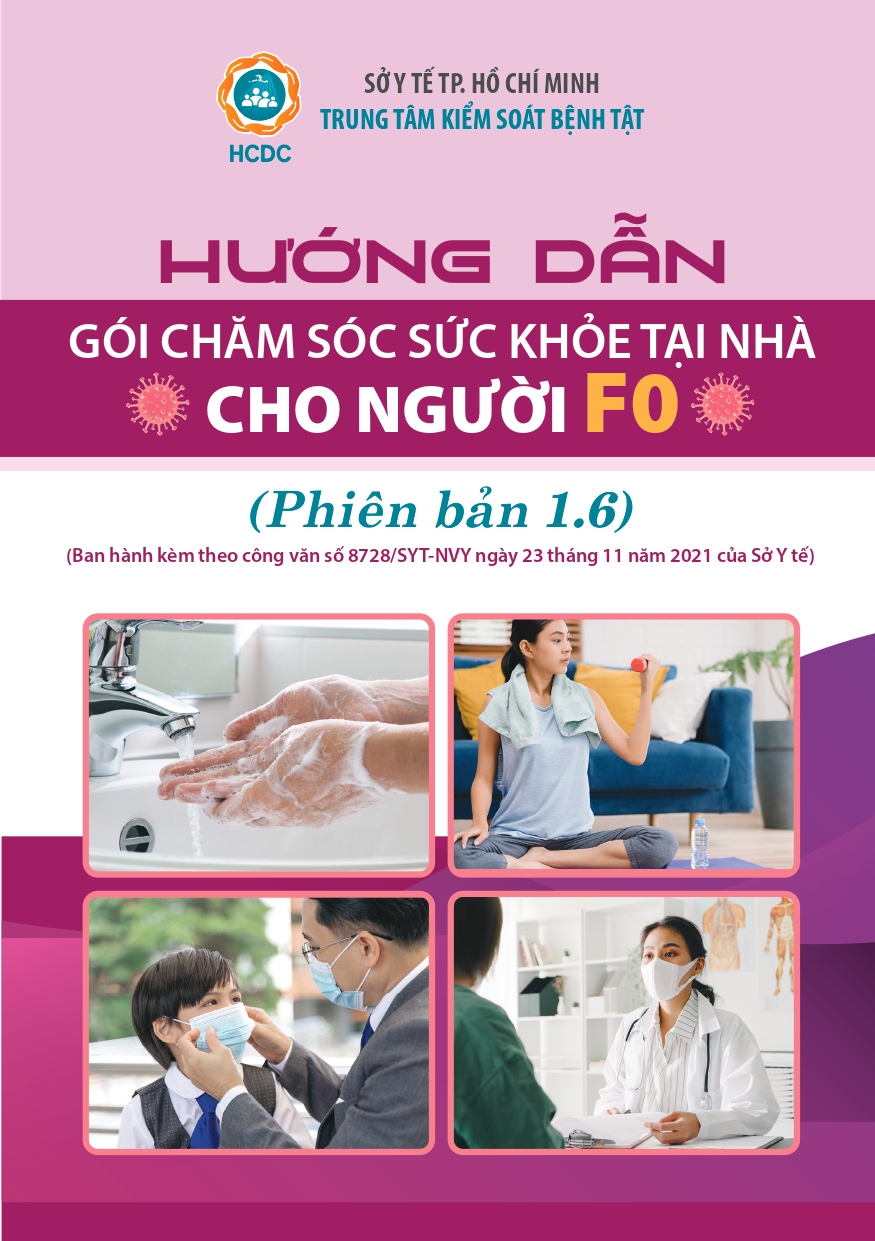 SỞ Y TẾ TP. HỒ CHÍ MINH
TRUNG TÂM KIỂM SOÁT BỆNH TẬT
HCDC
HƯỚNG DẪN
GÓI CHĂM SÓC SỨC KHỎE TẠI NHÀ
CHO NGƯỜI F0
(Phiên bản 1.6)
(Ban hành kèm theo công văn số 8728/SYT-NVY ngày 23 tháng 11 năm 2021 của Sở Y tế)